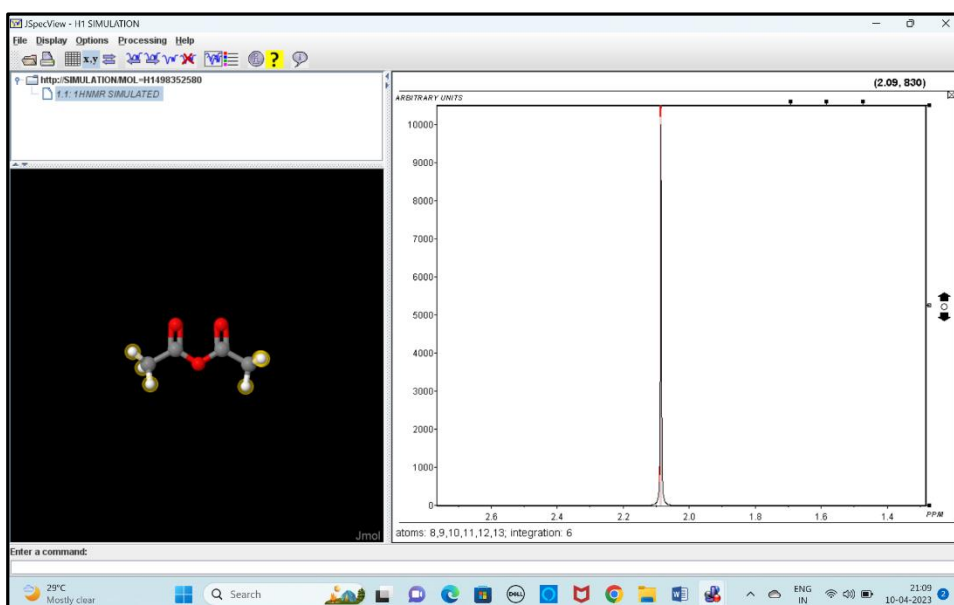 JSpecView - H1 SIMULATION
File Display Options Processing Help
x,y
?
http://SIMULATION/MOL=H1498352580
1.1: 1HNMR SIMULATED
(2.09, 830)
ARBITRARY UNITS
10000
9000
8000
7000
6000
5000
4000
3000
2000
1000
0
2.6 2.4 2.2 2.0 1.8 1.6 1.4 PPM
Jmol
atoms: 8,9,10,11,12,13; integration: 6
Enter a command:
29°C
Mostly clear
Search
DELL
W
ENG
IN
21:09
10-04-2023
2